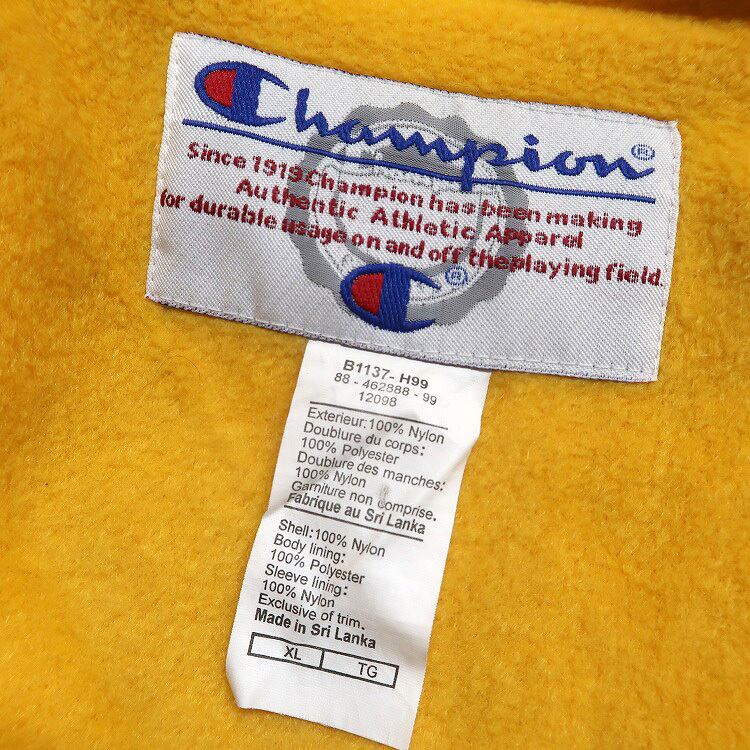 Champion®
Since 1919 Champion has been making
Authentic Athletic Apparel
for durable usage on and off the playing field.
®
B1137- H99
88 - 462888 - 99
12098
Exterieur:100% Nylon
Doublure du corps:
100% Polyester
Doublure des manches:
100% Nylon
Garniture non comprise.
Fabrique au Sri Lanka
Shell:100% Nylon
Body lining:
100% Polyester
Sleeve lining:
100% Nylon
Exclusive of trim.
Made in Sri Lanka
XL TG